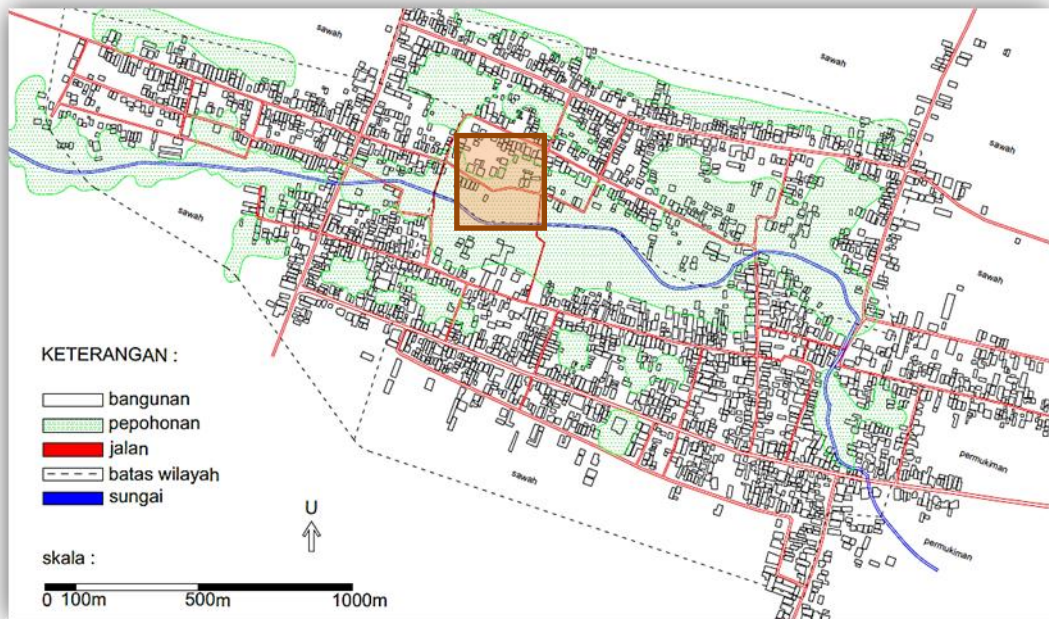 sawah
sawah
sawah
sawah
sawah
sawah
permukiman
permukiman
KETERANGAN :
bangunan
pepohonan
jalan
batas wilayah
sungai
U
skala :
0 100m 500m 1000m